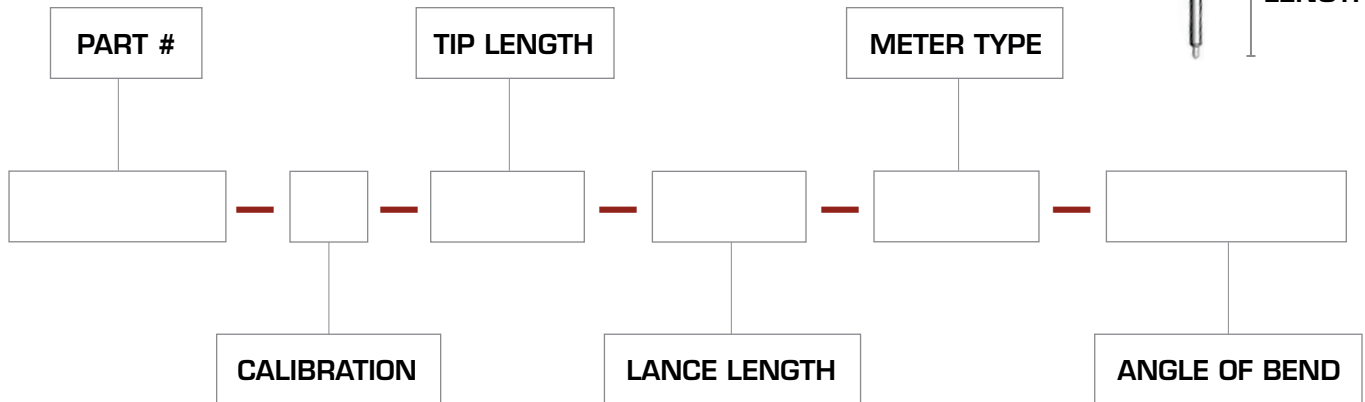 PART #
TIP LENGTH
METER TYPE
CALIBRATION
LANCE LENGTH
ANGLE OF BEND